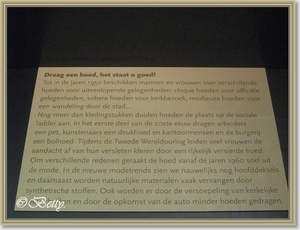 Draag een hoed, het staat u goed!
Tot in de jaren 1950 beschikken mannen en vrouwen over verschillende
hoeden voor uiteenlopende gelegenheden: chique hoeden voor officiële
gelegenheden, sobere hoeden voor kerkbezoek, modieuze hoeden voor
een wandeling door de stad....
Nog meer dan kledingstukken duiden hoeden de plaats op de sociale
ladder aan. In het eerste deel van de 20ste eeuw dragen arbeiders
een pet, kunstenaars een deukhoed en kantoormensen en de burgerij
een bolhoed. Tijdens de Tweede Wereldoorlog leiden veel vrouwen de
aandacht af van hun versleten kleren door een rijkelijk versierde hoed.
Om verschillende redenen geraakt de hoed vanaf de jaren 1960 snel uit
de mode. In de nieuwe modetrends zien we nauwelijks nog hoofddeksels
en daarnaast worden natuurlijke materialen vaak vervangen door
synthetische stoffen. Ook worden er door de versoepeling van kerkelijke
en door de opkomst van de auto minder hoeden gedragen.
© Betty.